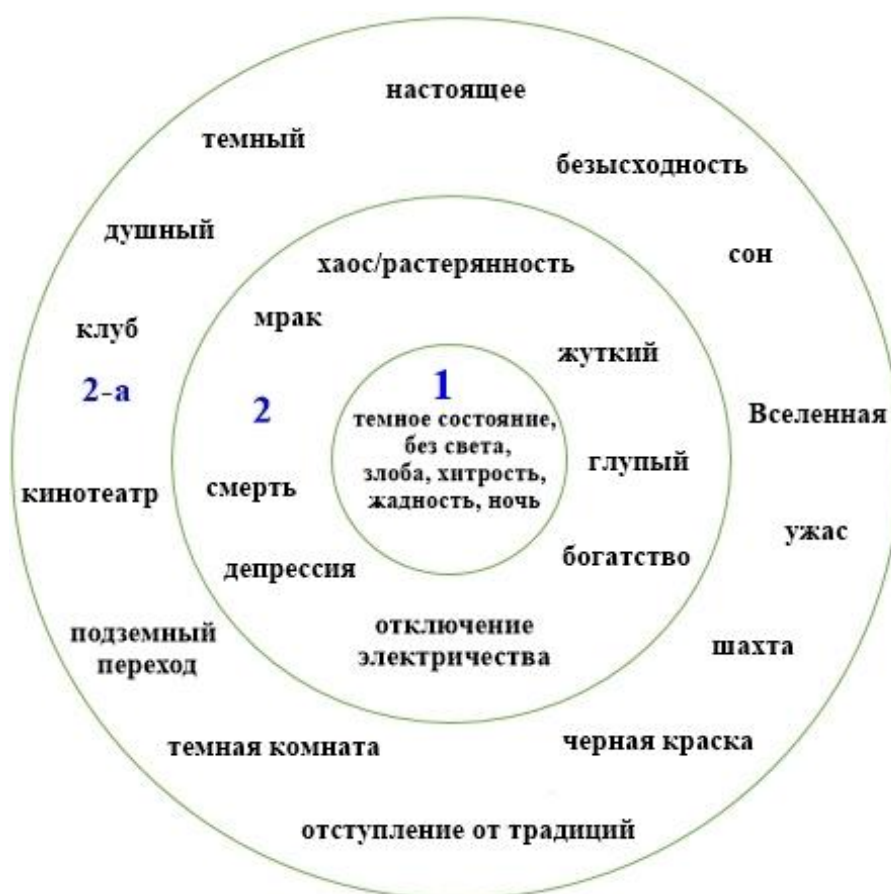 настоящее
темный
безысходность
душный
сон
хаос/растерянность
мрак
клуб
жуткий
1
2-а
2
темное состояние,
без света,
злоба, хитрость,
жадность, ночь
Вселенная
глупый
кинотеатр
смерть
ужас
богатство
депрессия
подземный
переход
отключение
электричества
шахта
темная комната
черная краска
отступление от традиций